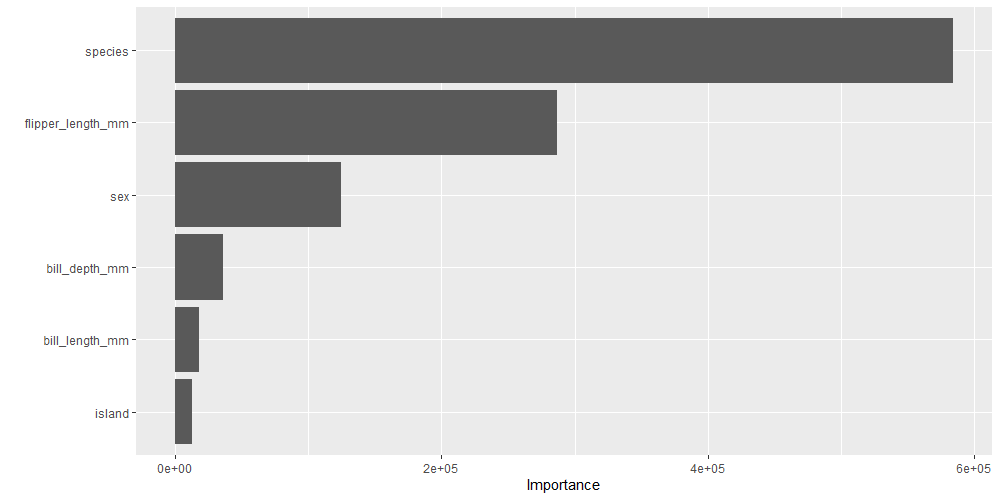 species
flipper_length_mm
sex
bill_depth_mm
bill_length_mm
island
0e+00 2e+05 4e+05 6e+05
Importance